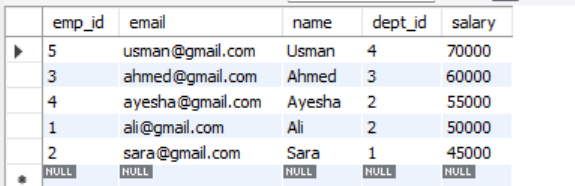 emp_id email name dept_id salary
5 usman@gmail.com Usman 4 70000
3 ahmed@gmail.com Ahmed 3 60000
4 ayesha@gmail.com Ayesha 2 55000
1 ali@gmail.com Ali 2 50000
2 sara@gmail.com Sara 1 45000
NULL NULL NULL NULL NULL